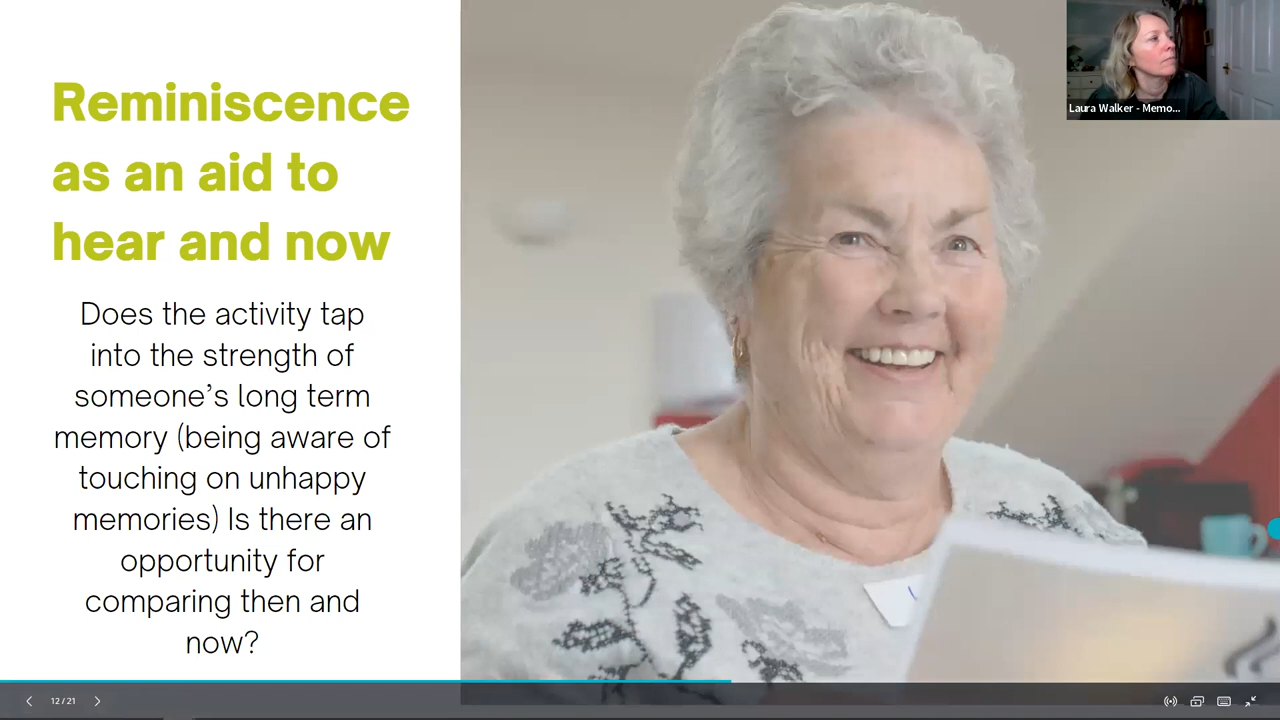 Reminiscence
as an aid to
hear and now
Does the activity tap
into the strength of
someone’s long term
memory (being aware of
touching on unhappy
memories) Is there an
opportunity for
comparing then and
now?
Laura Walker - Memo...
12 / 21